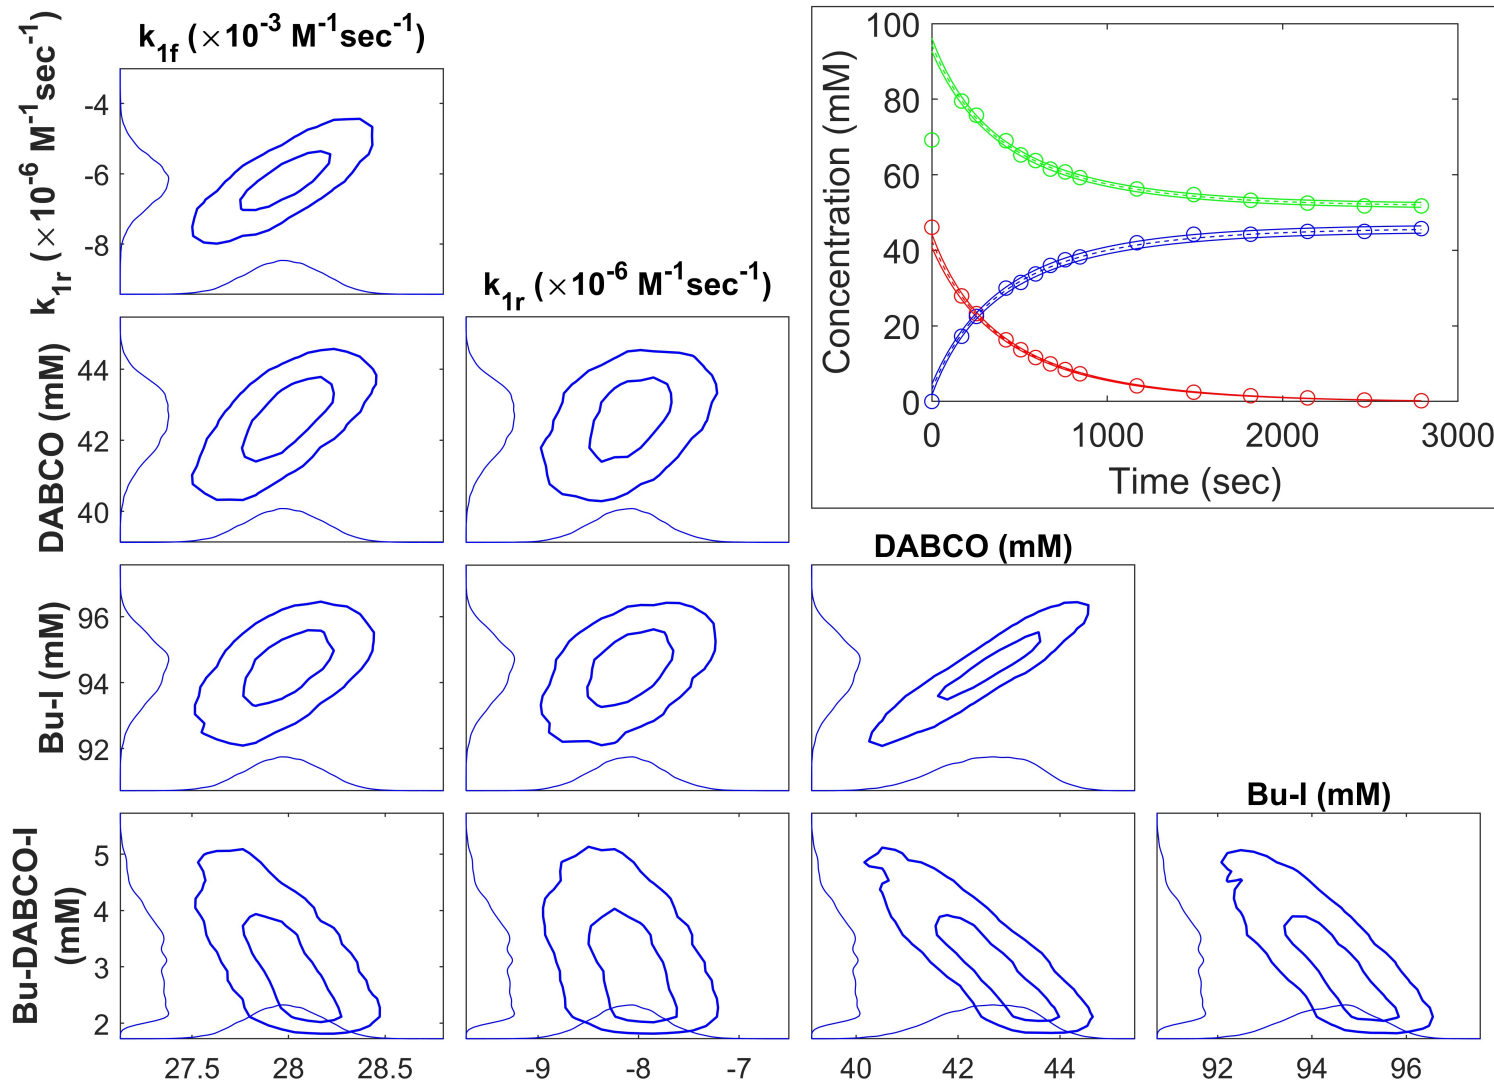 k1f (×10-3 M-1sec-1)
k1r (×10-6 M-1sec-1)
-4
-6
-8
100
80
60
40
20
0
Concentration (mM)
0 1000 2000 3000
Time (sec)
k1r (×10-6 M-1sec-1)
DABCO (mM)
44
42
40
DABCO (mM)
Bu-I (mM)
96
94
92
Bu-I (mM)
Bu-DABCO-I
(mM)
5
4
3
2
27.5 28 28.5
-9 -8 -7
40 42 44
92 94 96